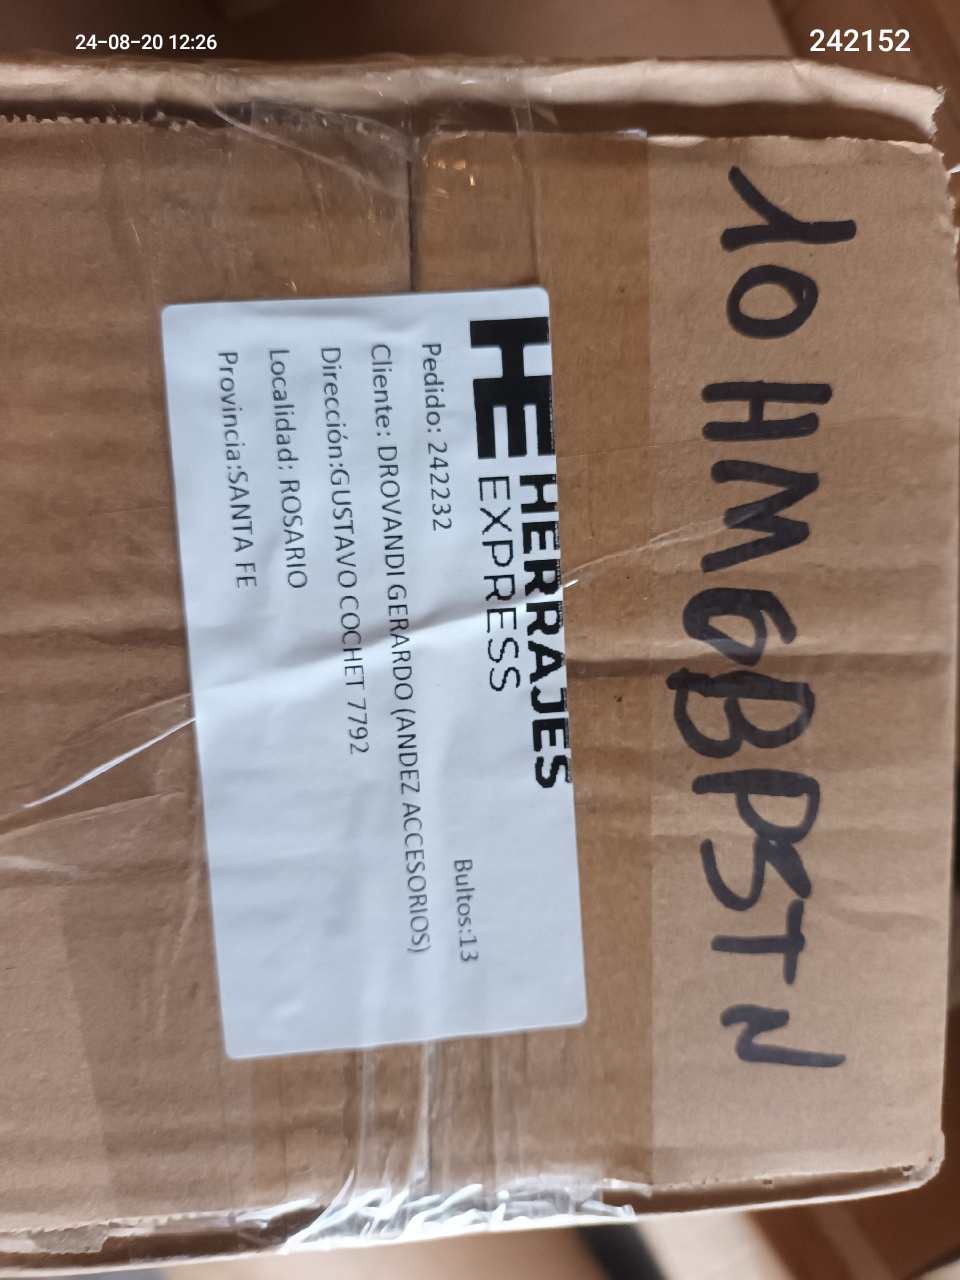 24-08-20 12:26
242152
10 HM6BPSTN
HE HERRAJES
EXPRESS
Bultos:13
Pedido: 242232
Cliente: DROVANDI GERARDO (ANDEZ ACCESORIOS)
Dirección:GUSTAVO COCHET 7792
Localidad: ROSARIO
Provincia:SANTA FE